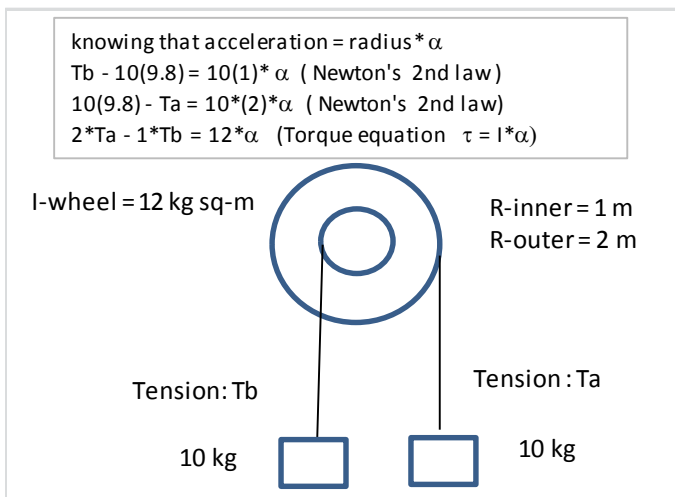 knowing that acceleration = radius* α
Tb - 10(9.8) = 10(1)* α ( Newton's 2nd law)
10(9.8) - Ta = 10*(2)*α ( Newton's 2nd law)
2*Ta - 1*Tb = 12*α (Torque equation τ = I*α)
I-wheel = 12 kg sq-m
R-inner = 1 m
R-outer = 2 m
Tension: Tb
Tension : Ta
10 kg
10 kg